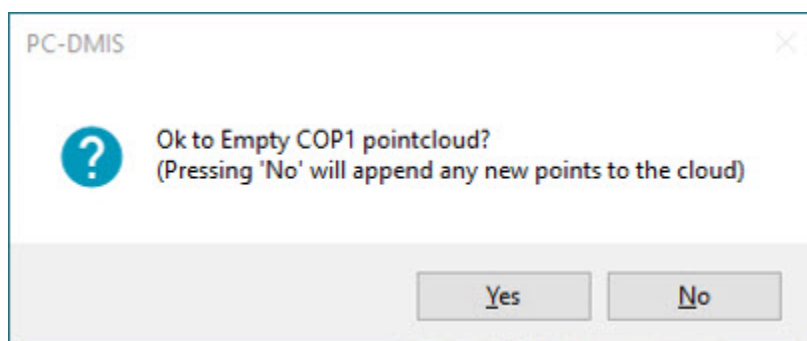 PC-DMIS
?
Ok to Empty COP1 pointcloud?
(Pressing 'No' will append any new points to the cloud)
Yes
No